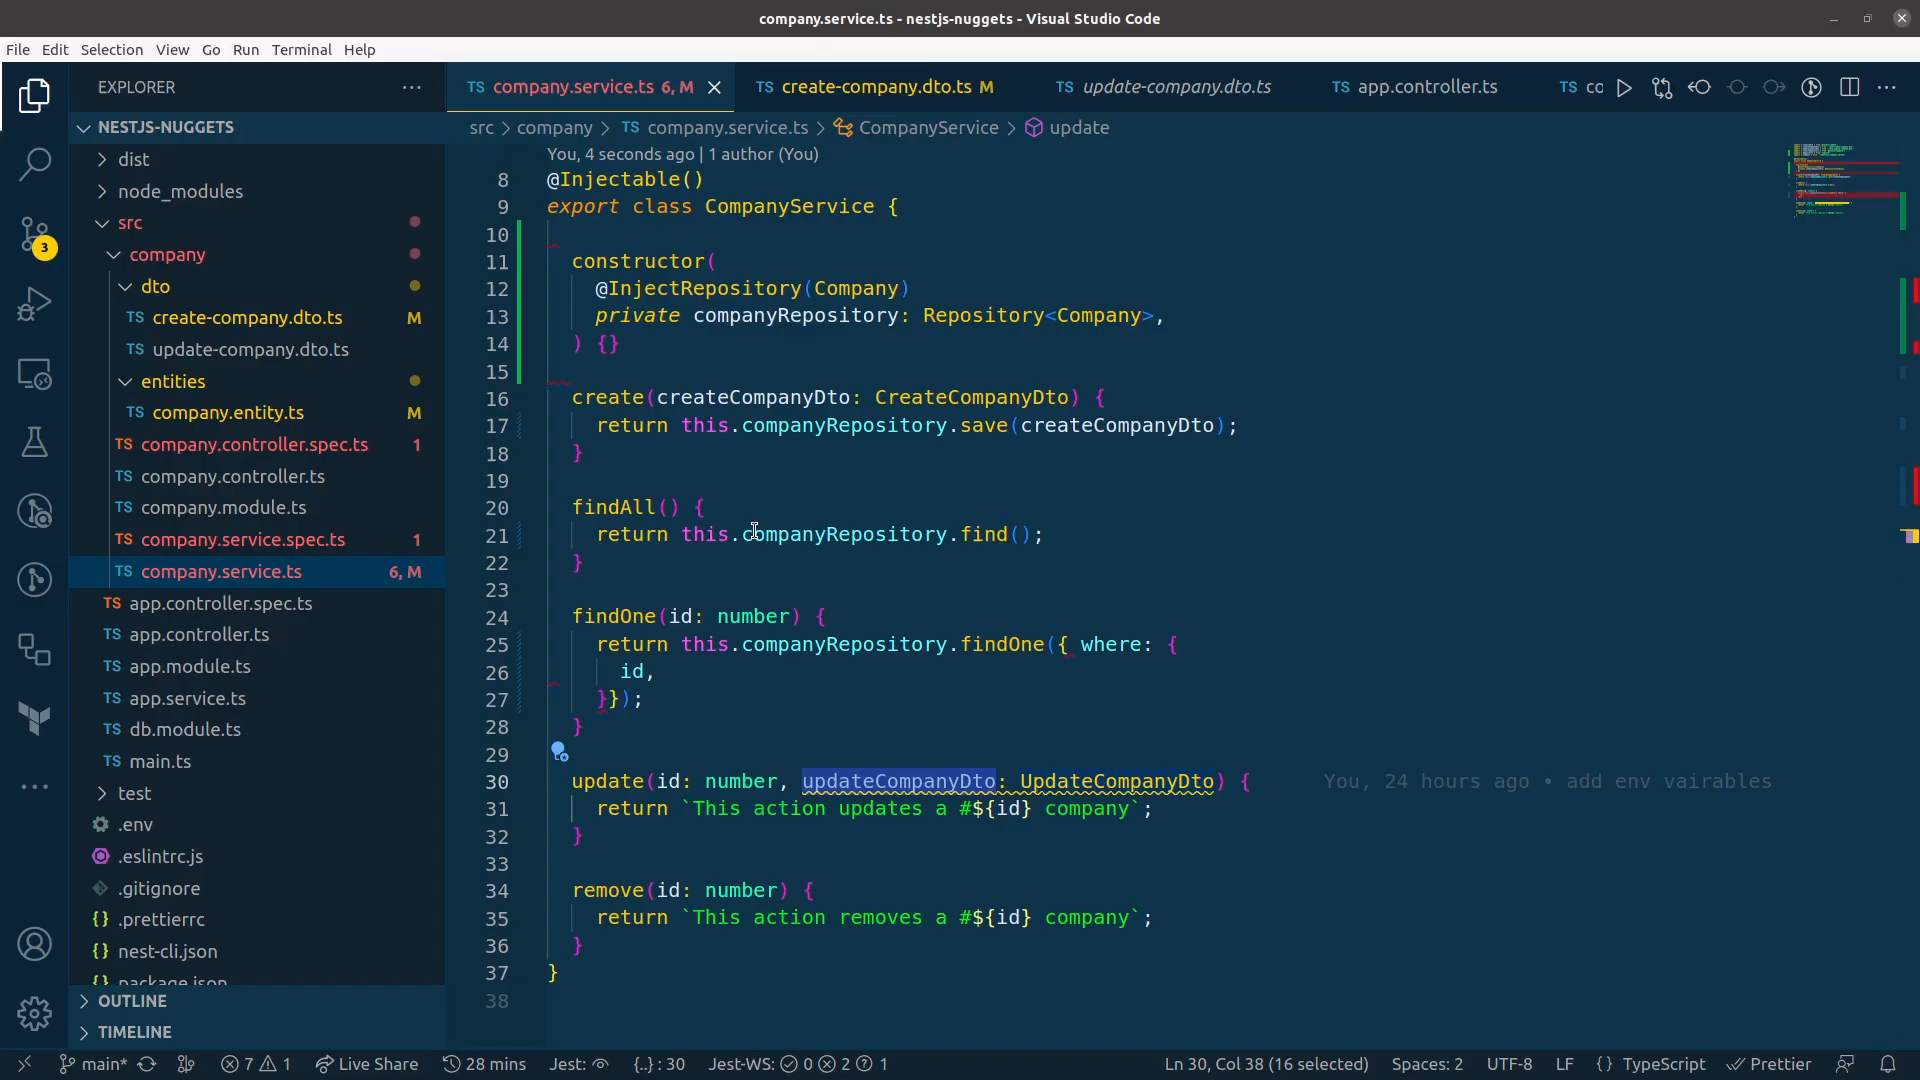 company.service.ts - nestjs-nuggets - Visual Studio Code
File Edit Selection View Go Run Terminal Help
EXPLORER
TS company.service.ts 6, M
TS create-company.dto.ts M
TS update-company.dto.ts
TS app.controller.ts
TS co
NESTJS-NUGGETS
src > company > TS company.service.ts > CompanyService > update
dist
node_modules
src
company
dto
TS create-company.dto.ts M
TS update-company.dto.ts
entities
TS company.entity.ts M
TS company.controller.spec.ts 1
TS company.controller.ts
TS company.module.ts
TS company.service.spec.ts 1
TS company.service.ts 6, M
TS app.controller.spec.ts
TS app.controller.ts
TS app.module.ts
TS app.service.ts
TS db.module.ts
TS main.ts
test
.env
.eslintrc.js
.gitignore
{} .prettierrc
{} nest-cli.json
{} package.json
OUTLINE
TIMELINE
3
You, 4 seconds ago | 1 author (You)
8 @Injectable()
9 export class CompanyService {
10
11 constructor(
12 @InjectRepository(Company)
13 private companyRepository: Repository<Company>,
14 ) {}
15
16 create(createCompanyDto: CreateCompanyDto) {
17 return this.companyRepository.save(createCompanyDto);
18 }
19
20 findAll() {
21 return this.companyRepository.find();
22 }
23
24 findOne(id: number) {
25 return this.companyRepository.findOne({ where: {
26 id,
27 }});
28 }
29
30 update(id: number, updateCompanyDto: UpdateCompanyDto) { You, 24 hours ago • add env vairables
31 return `This action updates a #${id} company`;
32 }
33
34 remove(id: number) {
35 return `This action removes a #${id} company`;
36 }
37 }
38
main* 7 1 Live Share 28 mins Jest: {..} : 30 Jest-WS: 0 2 1 Ln 30, Col 38 (16 selected) Spaces: 2 UTF-8 LF {} TypeScript Prettier